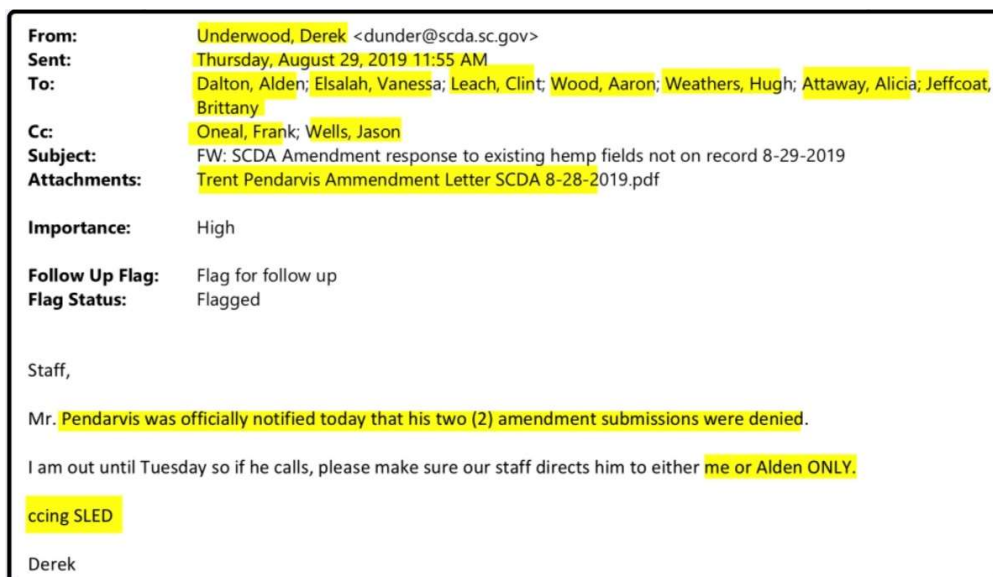 From: Underwood, Derek <dunder@scda.sc.gov>
Sent: Thursday, August 29, 2019 11:55 AM
To: Dalton, Alden; Elsalah, Vanessa; Leach, Clint; Wood, Aaron; Weathers, Hugh; Attaway, Alicia; Jeffcoat,
Brittany
Cc: Oneal, Frank; Wells, Jason
Subject: FW: SCDA Amendment response to existing hemp fields not on record 8-29-2019
Attachments: Trent Pendarvis Ammendment Letter SCDA 8-28-2019.pdf
Importance: High
Follow Up Flag: Flag for follow up
Flag Status: Flagged
Staff,
Mr. Pendarvis was officially notified today that his two (2) amendment submissions were denied.
I am out until Tuesday so if he calls, please make sure our staff directs him to either me or Alden ONLY.
ccing SLED
Derek